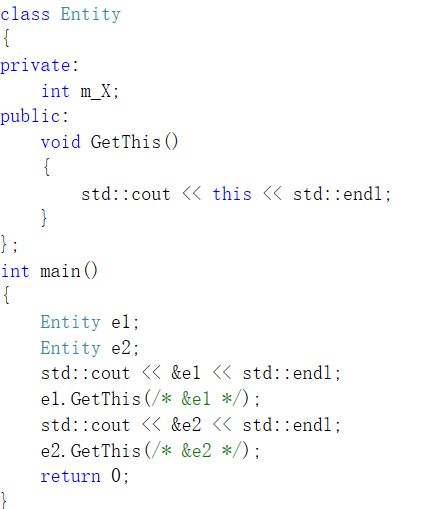 class Entity
{
private:
    int m_X;
public:
    void GetThis()
    {
        std::cout << this << std::endl;
    }
};
int main()
{
    Entity e1;
    Entity e2;
    std::cout << &e1 << std::endl;
    e1.GetThis(/* &e1 */);
    std::cout << &e2 << std::endl;
    e2.GetThis(/* &e2 */);
    return 0;
}